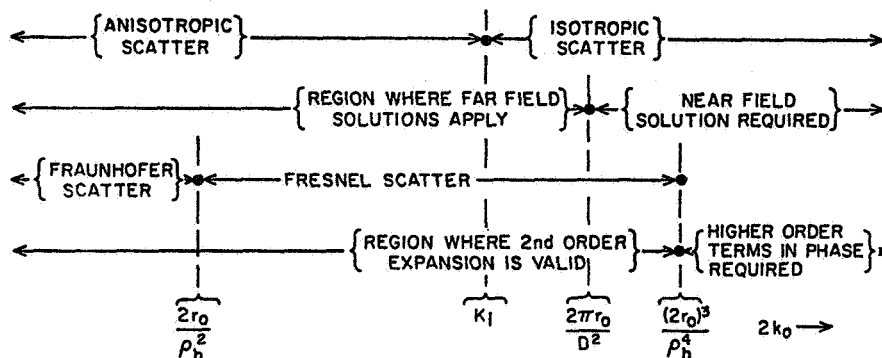 {ANISOTROPIC SCATTER} {ISOTROPIC SCATTER}
{REGION WHERE FAR FIELD SOLUTIONS APPLY} {NEAR FIELD SOLUTION REQUIRED}
{FRAUNHOFER SCATTER} FRESNEL SCATTER
{REGION WHERE 2nd ORDER EXPANSION IS VALID} {HIGHER ORDER TERMS IN PHASE REQUIRED}
2r₀/ρₕ² K₁ 2πr₀/D² (2r₀)³/ρₕ⁴ 2k₀